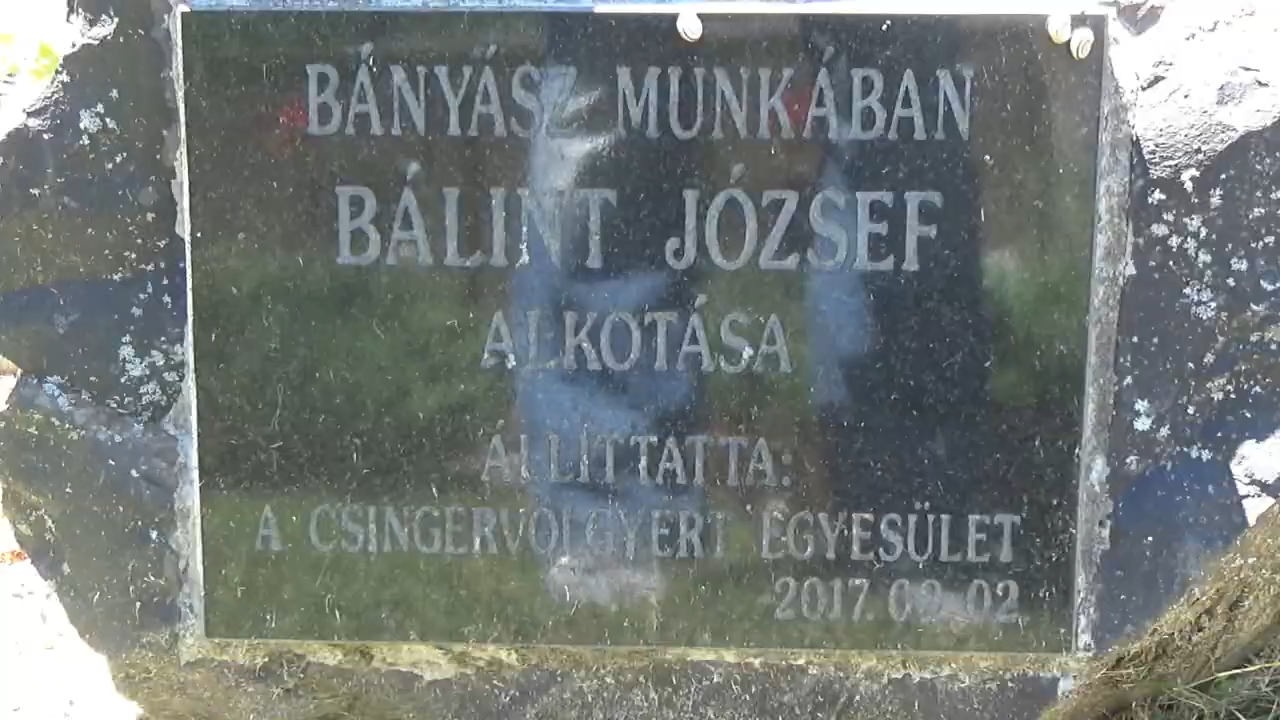 BÁNYÁSZ MUNKÁBAN
BÁLINT JÓZSEF
ALKOTÁSA
ÁLLÍTTATTA:
A CSINGERVÖLGYÉRT EGYESÜLET
2017.09.02